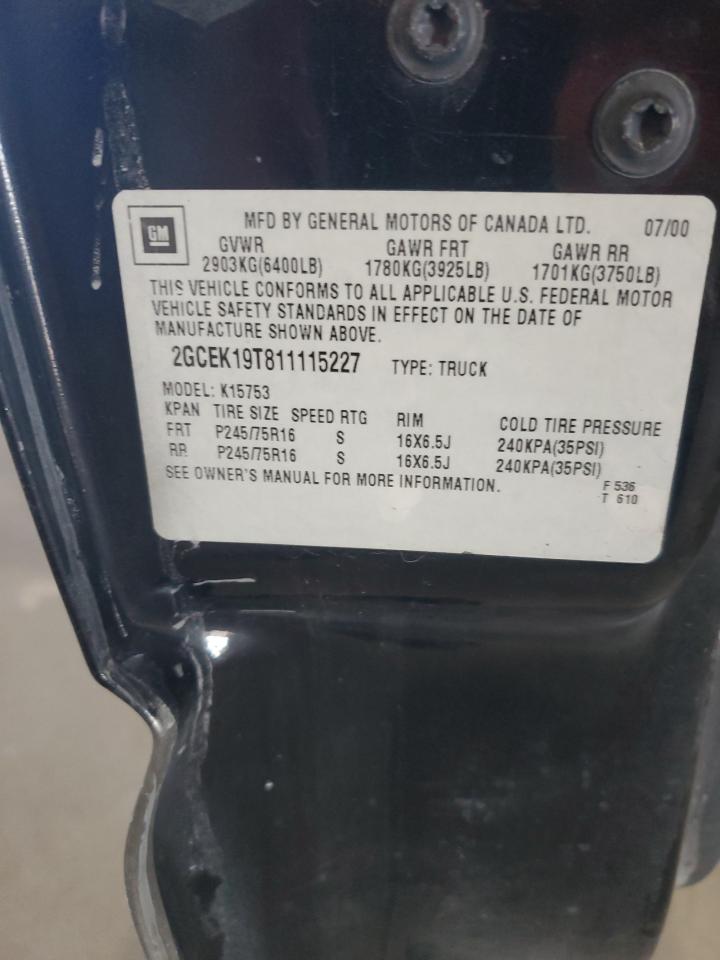 GM
MFD BY GENERAL MOTORS OF CANADA LTD. 07/00
GVWR GAWR FRT GAWR RR
2903KG(6400LB) 1780KG(3925LB) 1701KG(3750LB)
THIS VEHICLE CONFORMS TO ALL APPLICABLE U.S. FEDERAL MOTOR
VEHICLE SAFETY STANDARDS IN EFFECT ON THE DATE OF
MANUFACTURE SHOWN ABOVE.
2GCEK19T811115227 TYPE: TRUCK
MODEL: K15753
KPAN TIRE SIZE SPEED RTG RIM COLD TIRE PRESSURE
FRT P245/75R16 S 16X6.5J 240KPA(35PSI)
RR P245/75R16 S 16X6.5J 240KPA(35PSI)
SEE OWNER'S MANUAL FOR MORE INFORMATION. F 536
T 610